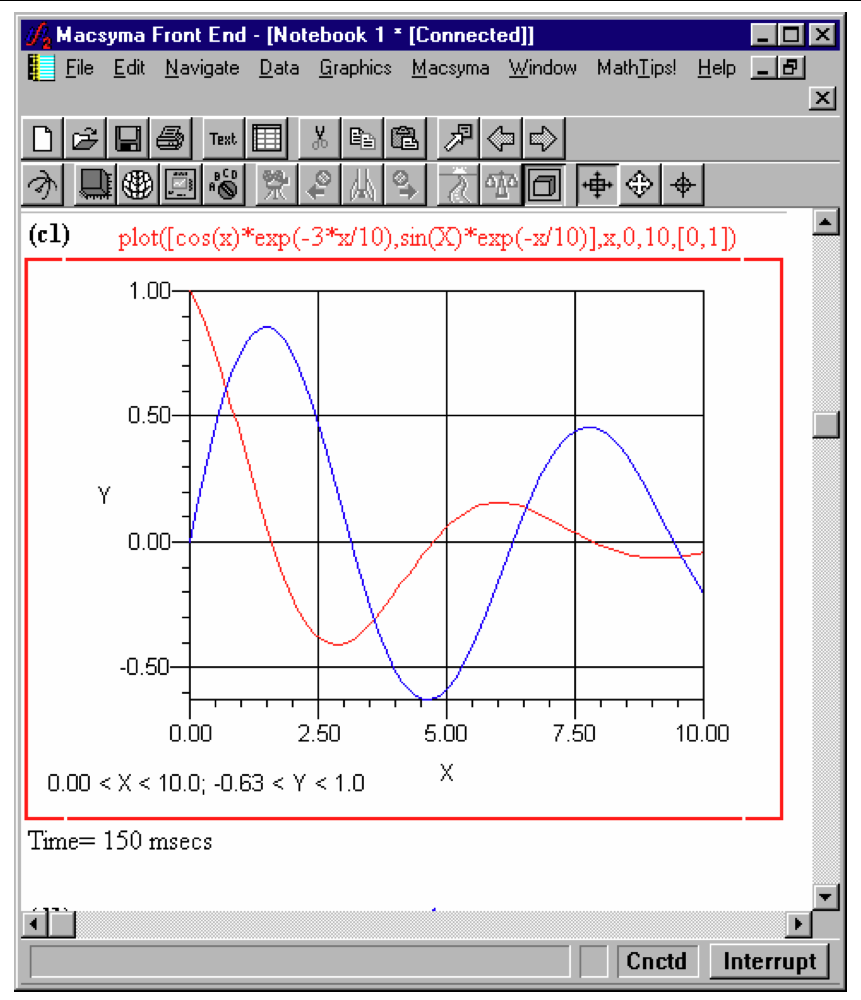 Macsyma Front End - [Notebook 1 * [Connected]]
File Edit Navigate Data Graphics Macsyma Window MathTips! Help
Text
A B C D
(c1) plot([cos(x)*exp(-3*x/10),sin(X)*exp(-x/10)],x,0,10,[0,1])
1.00
0.50
Y
0.00
-0.50
0.00 2.50 5.00 7.50 10.00
X
0.00 < X < 10.0; -0.63 < Y < 1.0
Time= 150 msecs
Cnctd Interrupt